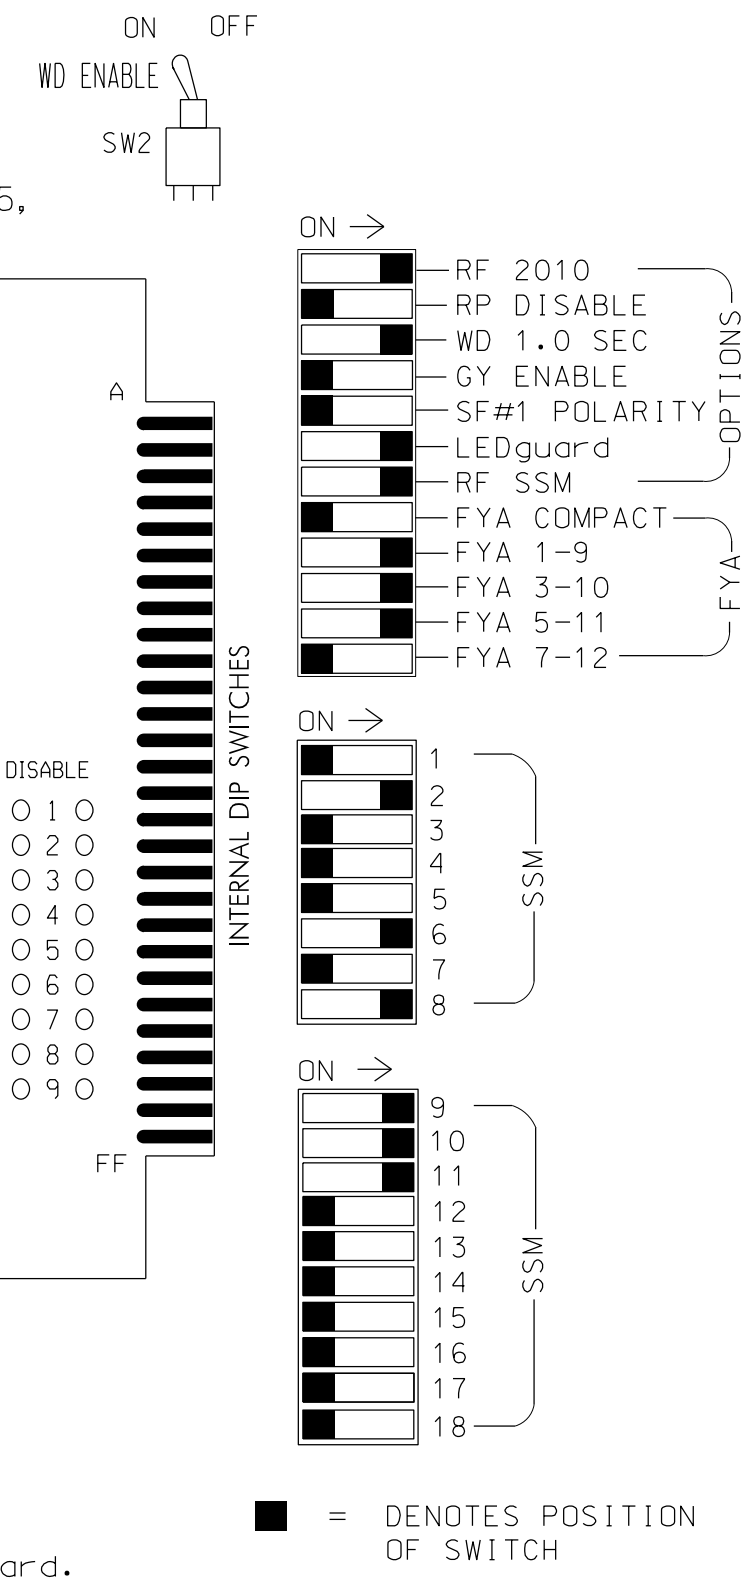 ON OFF
WD ENABLE
SW2
5,
ON →
RF 2010
RP DISABLE
WD 1.0 SEC
GY ENABLE
SF#1 POLARITY
LEDguard
RF SSM
OPTIONS
FYA COMPACT
FYA 1-9
FYA 3-10
FYA 5-11
FYA 7-12
FYA
A
FF
INTERNAL DIP SWITCHES
DISABLE
1
2
3
4
5
6
7
8
9
ON →
1
2
3
4
5
6
7
8
SSM
ON →
9
10
11
12
13
14
15
16
17
18
SSM
= DENOTES POSITION
OF SWITCH
ard.